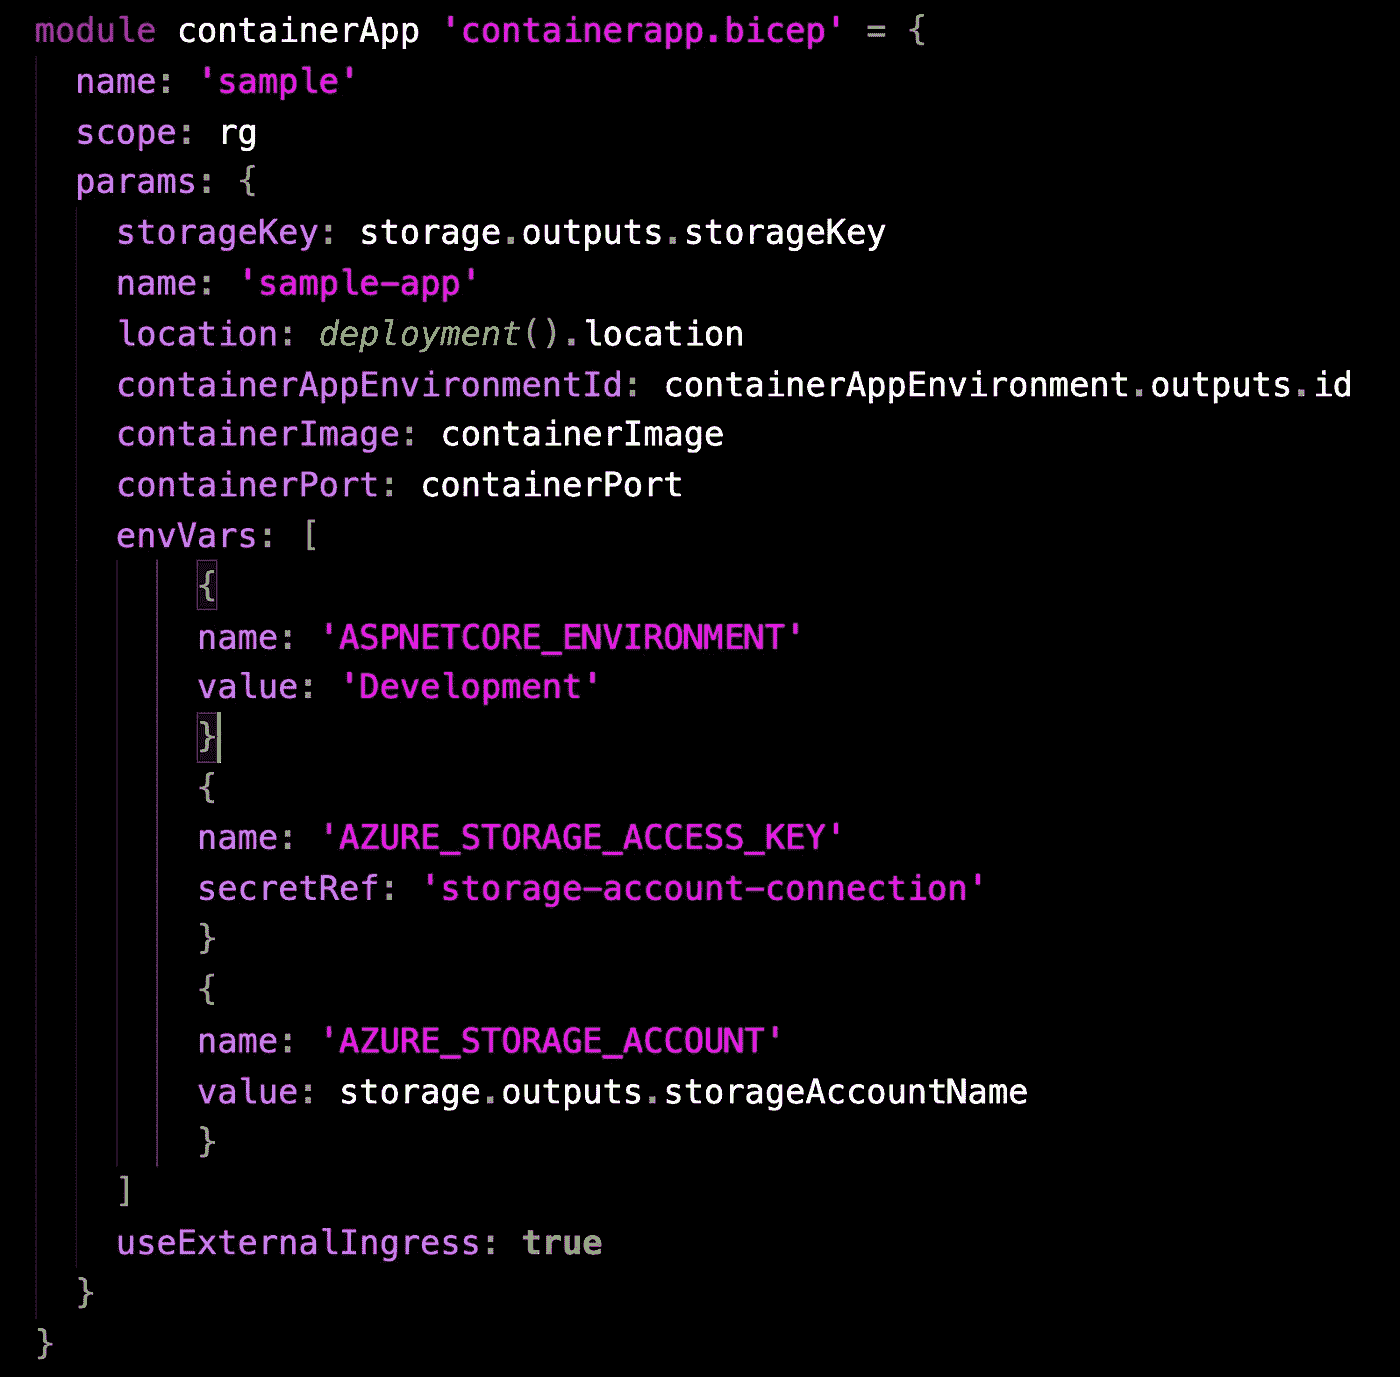 module containerApp 'containerapp.bicep' = {
  name: 'sample'
  scope: rg
  params: {
    storageKey: storage.outputs.storageKey
    name: 'sample-app'
    location: deployment().location
    containerAppEnvironmentId: containerAppEnvironment.outputs.id
    containerImage: containerImage
    containerPort: containerPort
    envVars: [
        {
        name: 'ASPNETCORE_ENVIRONMENT'
        value: 'Development'
        }
        {
        name: 'AZURE_STORAGE_ACCESS_KEY'
        secretRef: 'storage-account-connection'
        }
        {
        name: 'AZURE_STORAGE_ACCOUNT'
        value: storage.outputs.storageAccountName
        }
    ]
    useExternalIngress: true
  }
}